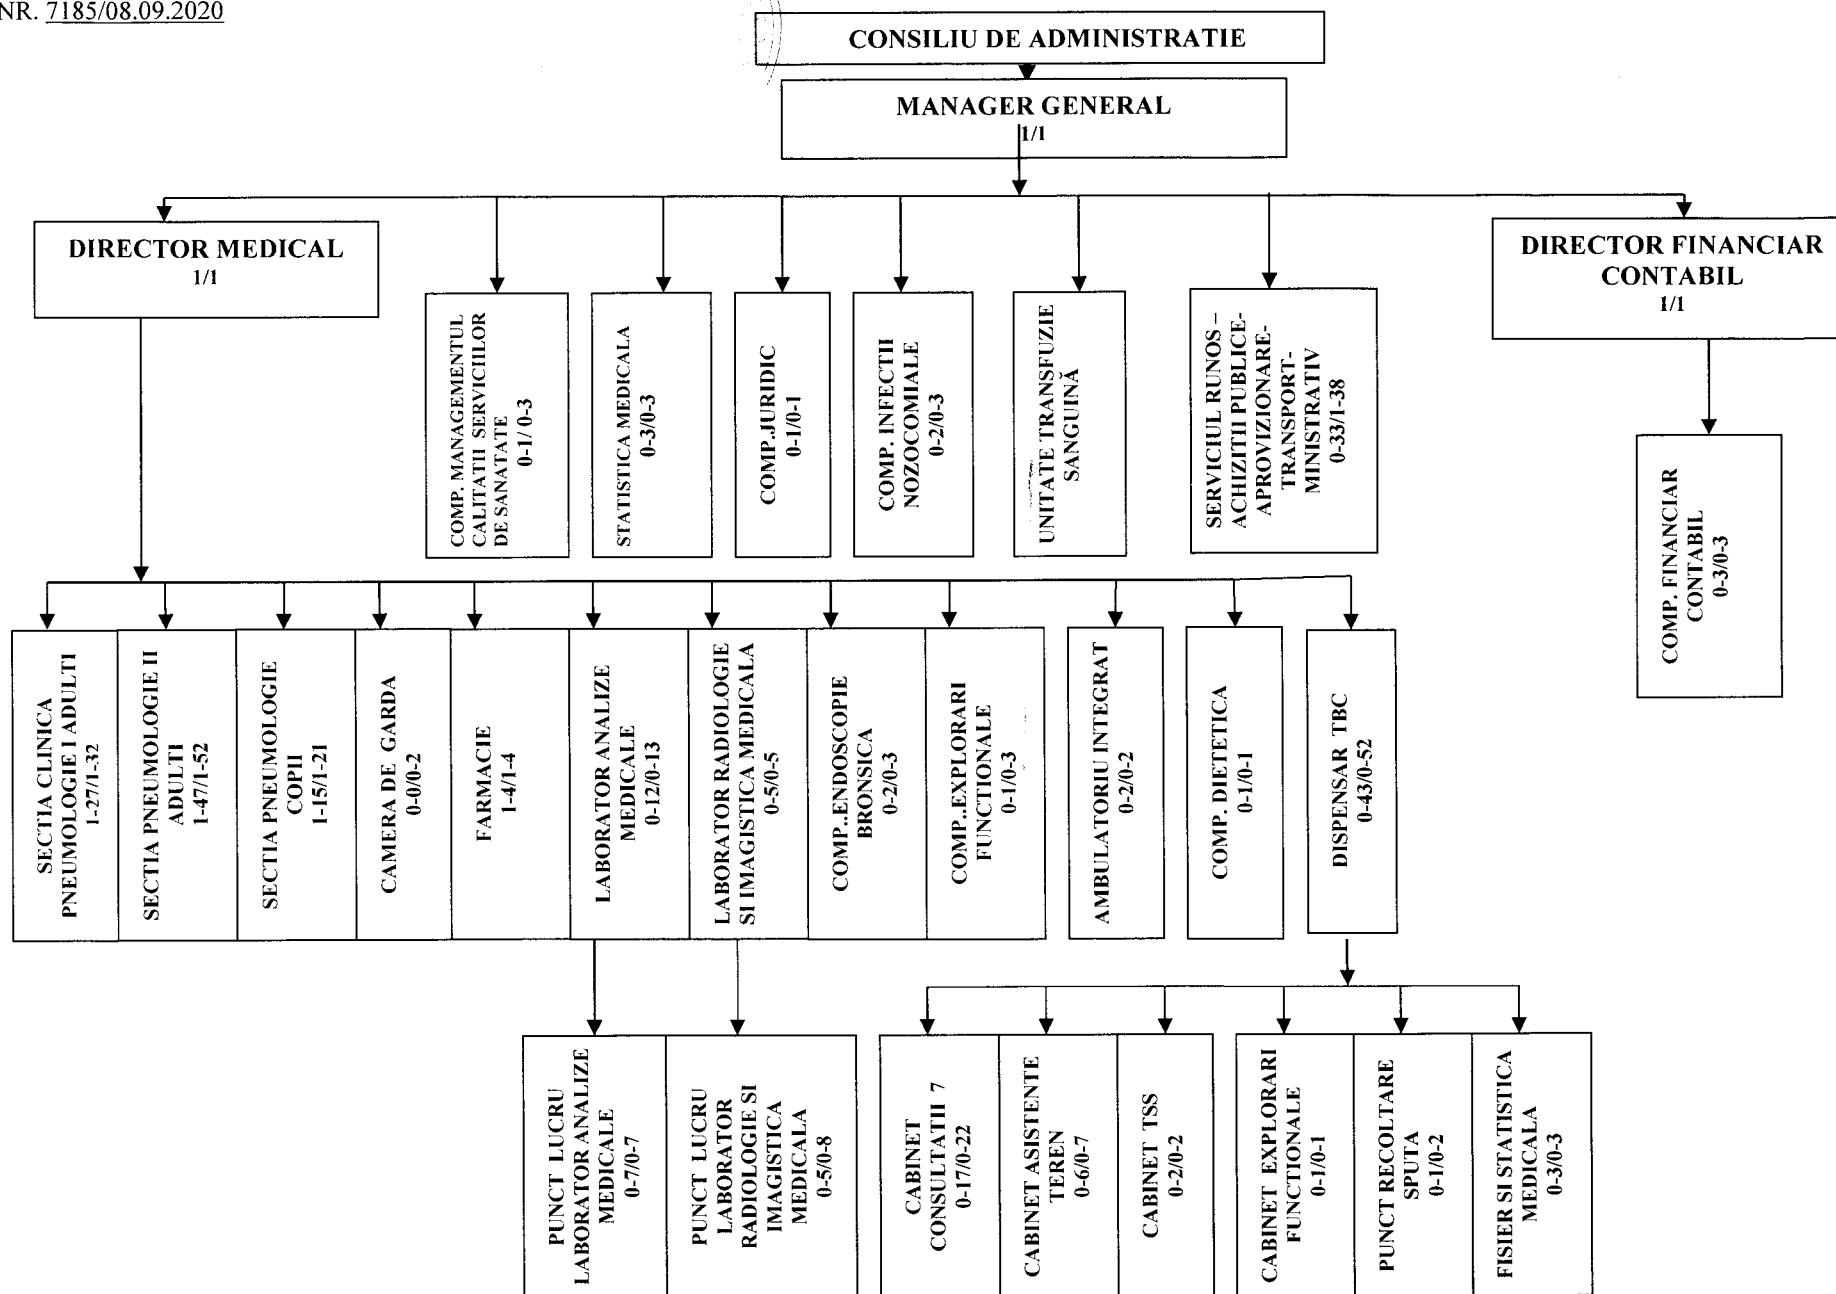 NR. 7185/08.09.2020
CONSILIU DE ADMINISTRATIE
MANAGER GENERAL
1/1
DIRECTOR MEDICAL
1/1
DIRECTOR FINANCIAR
CONTABIL
1/1
COMP. MANAGEMENTUL
CALITATII SERVICIILOR
DE SANATATE
0-1/ 0-3
STATISTICA MEDICALA
0-3/0-3
COMP.JURIDIC
0-1/0-1
COMP. INFECTII
NOZOCOMIALE
0-2/0-3
UNITATE TRANSFUZIE
SANGUINĂ
SERVICIUL RUNOS –
ACHIZITII PUBLICE-
APROVIZIONARE-
TRANSPORT-
MINISTRATIV
0-33/1-38
COMP. FINANCIAR
CONTABIL
0-3/0-3
SECTIA CLINICA
PNEUMOLOGIE I ADULTI
1-27/1-32
SECTIA PNEUMOLOGIE II
ADULTI
1-47/1-52
SECTIA PNEUMOLOGIE
COPII
1-15/1-21
CAMERA DE GARDA
0-0/0-2
FARMACIE
1-4/1-4
LABORATOR ANALIZE
MEDICALE
0-12/0-13
LABORATOR RADIOLOGIE
SI IMAGISTICA MEDICALA
0-5/0-5
COMP..ENDOSCOPIE
BRONSICA
0-2/0-3
COMP..EXPLORARI
FUNCTIONALE
0-1/0-3
AMBULATORIU INTEGRAT
0-2/0-2
COMP. DIETETICA
0-1/0-1
DISPENSAR TBC
0-43/0-52
PUNCT LUCRU
LABORATOR ANALIZE
MEDICALE
0-7/0-7
PUNCT LUCRU
LABORATOR
RADIOLOGIE SI
IMAGISTICA
MEDICALA
0-5/0-8
CABINET
CONSULTATII 7
0-17/0-22
CABINET ASISTENTE
TEREN
0-6/0-7
CABINET TSS
0-2/0-2
CABINET EXPLORARI
FUNCTIONALE
0-1/0-1
PUNCT RECOLTARE
SPUTA
0-1/0-2
FISIER SI STATISTICA
MEDICALA
0-3/0-3